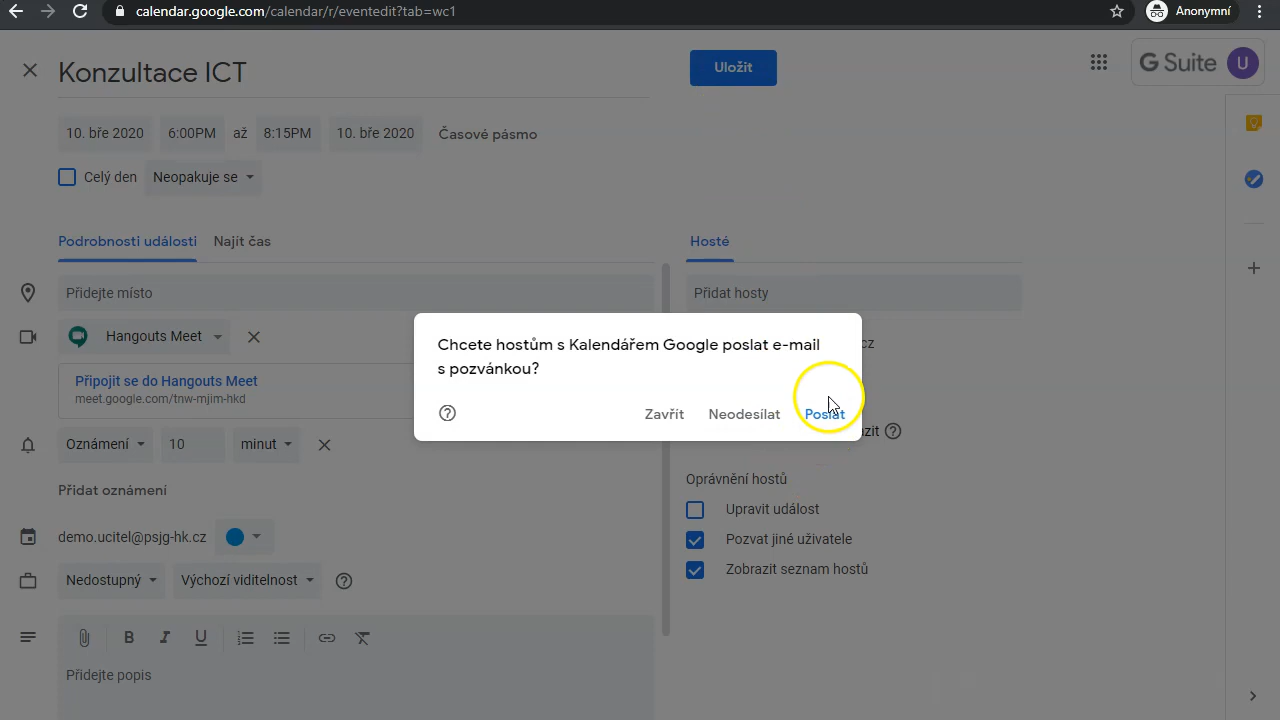 calendar.google.com/calendar/r/eventedit?tab=wc1
Anonymní
Konzultace ICT
Uložit
G Suite
U
10. bře 2020 6:00PM až 8:15PM 10. bře 2020 Časové pásmo
Celý den Neopakuje se
Podrobnosti události Najít čas
Hosté
Přidejte místo
Přidat hosty
Hangouts Meet
Chcete hostům s Kalendářem Google poslat e-mail
s pozvánkou?
cz
Připojit se do Hangouts Meet
meet.google.com/tnw-mjim-hkd
Zavřít Neodesílat Poslat
Oznámení 10 minut
zit
Přidat oznámení
Oprávnění hostů
Upravit událost
demo.ucitel@psjg-hk.cz
Pozvat jiné uživatele
Nedostupný Výchozí viditelnost
Zobrazit seznam hostů
B I U
Přidejte popis